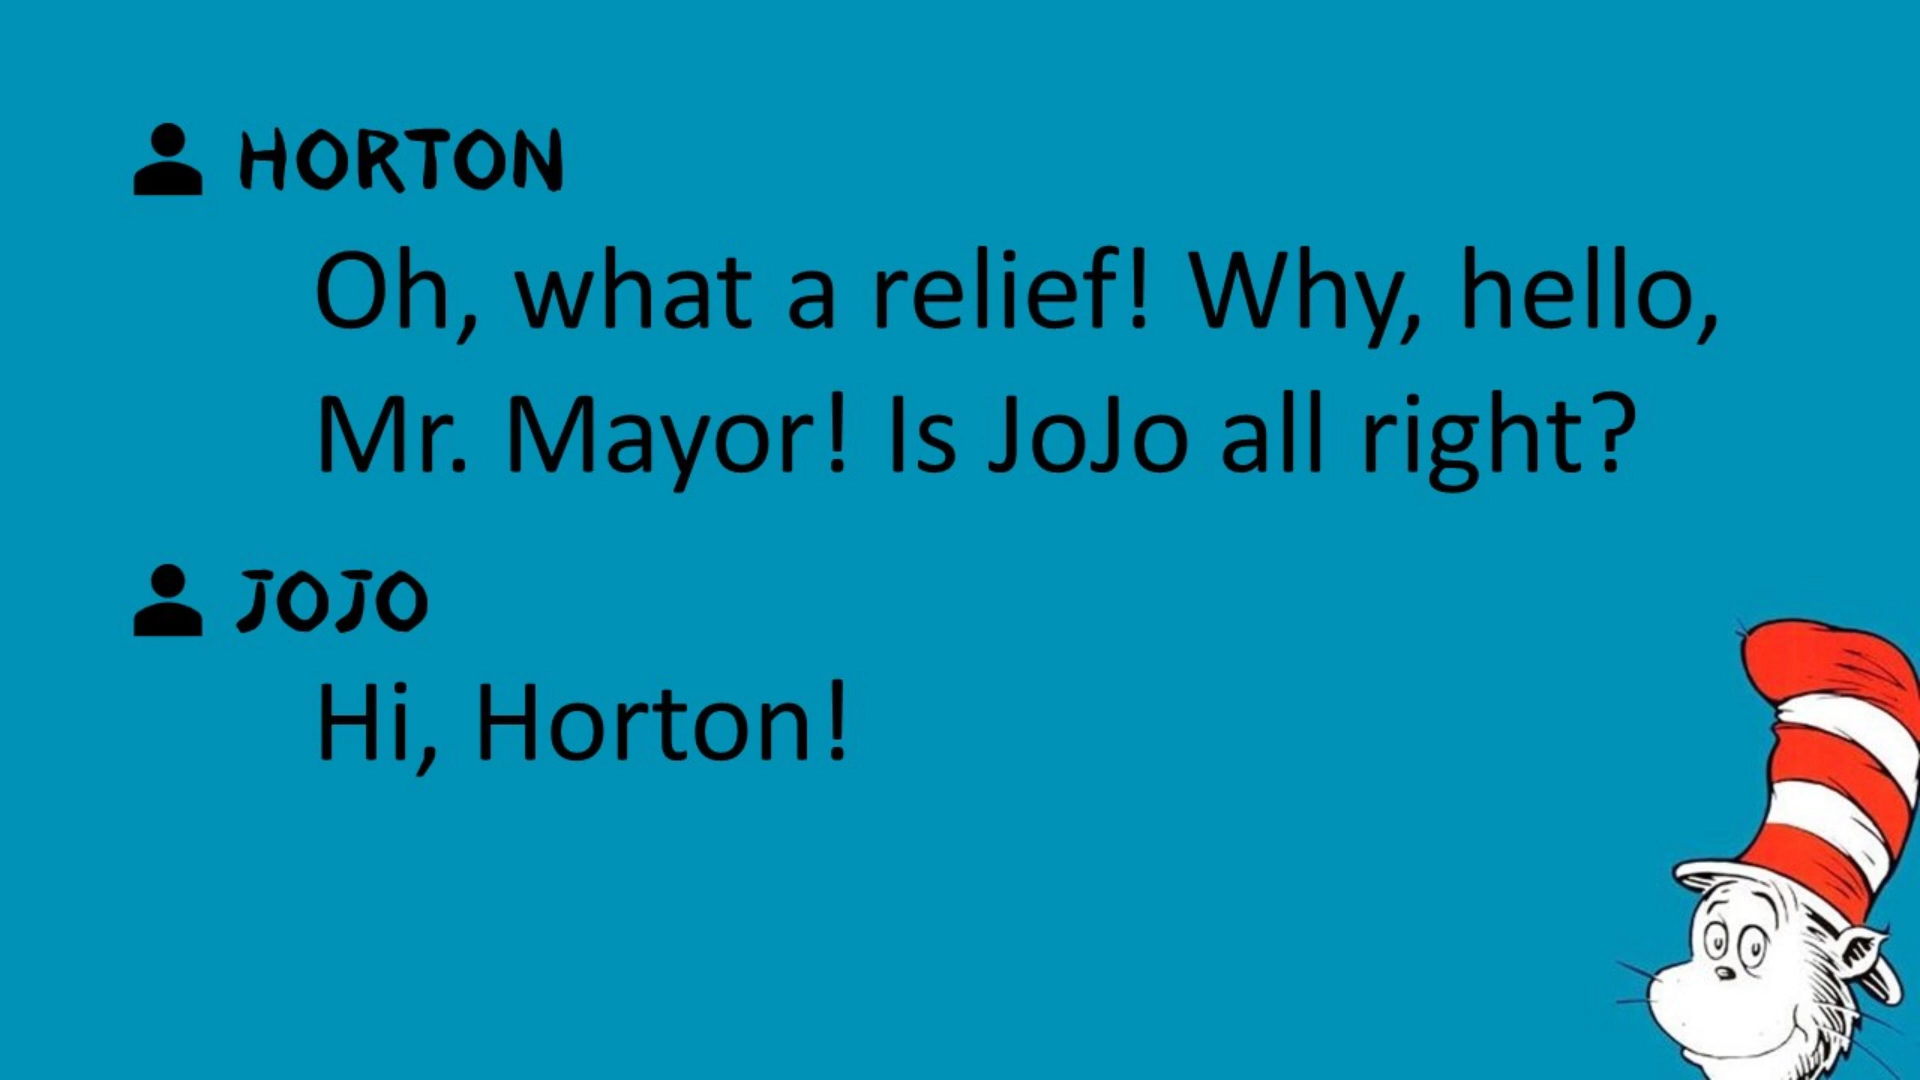 HORTON
Oh, what a relief! Why, hello,
Mr. Mayor! Is JoJo all right?
JOJO
Hi, Horton!